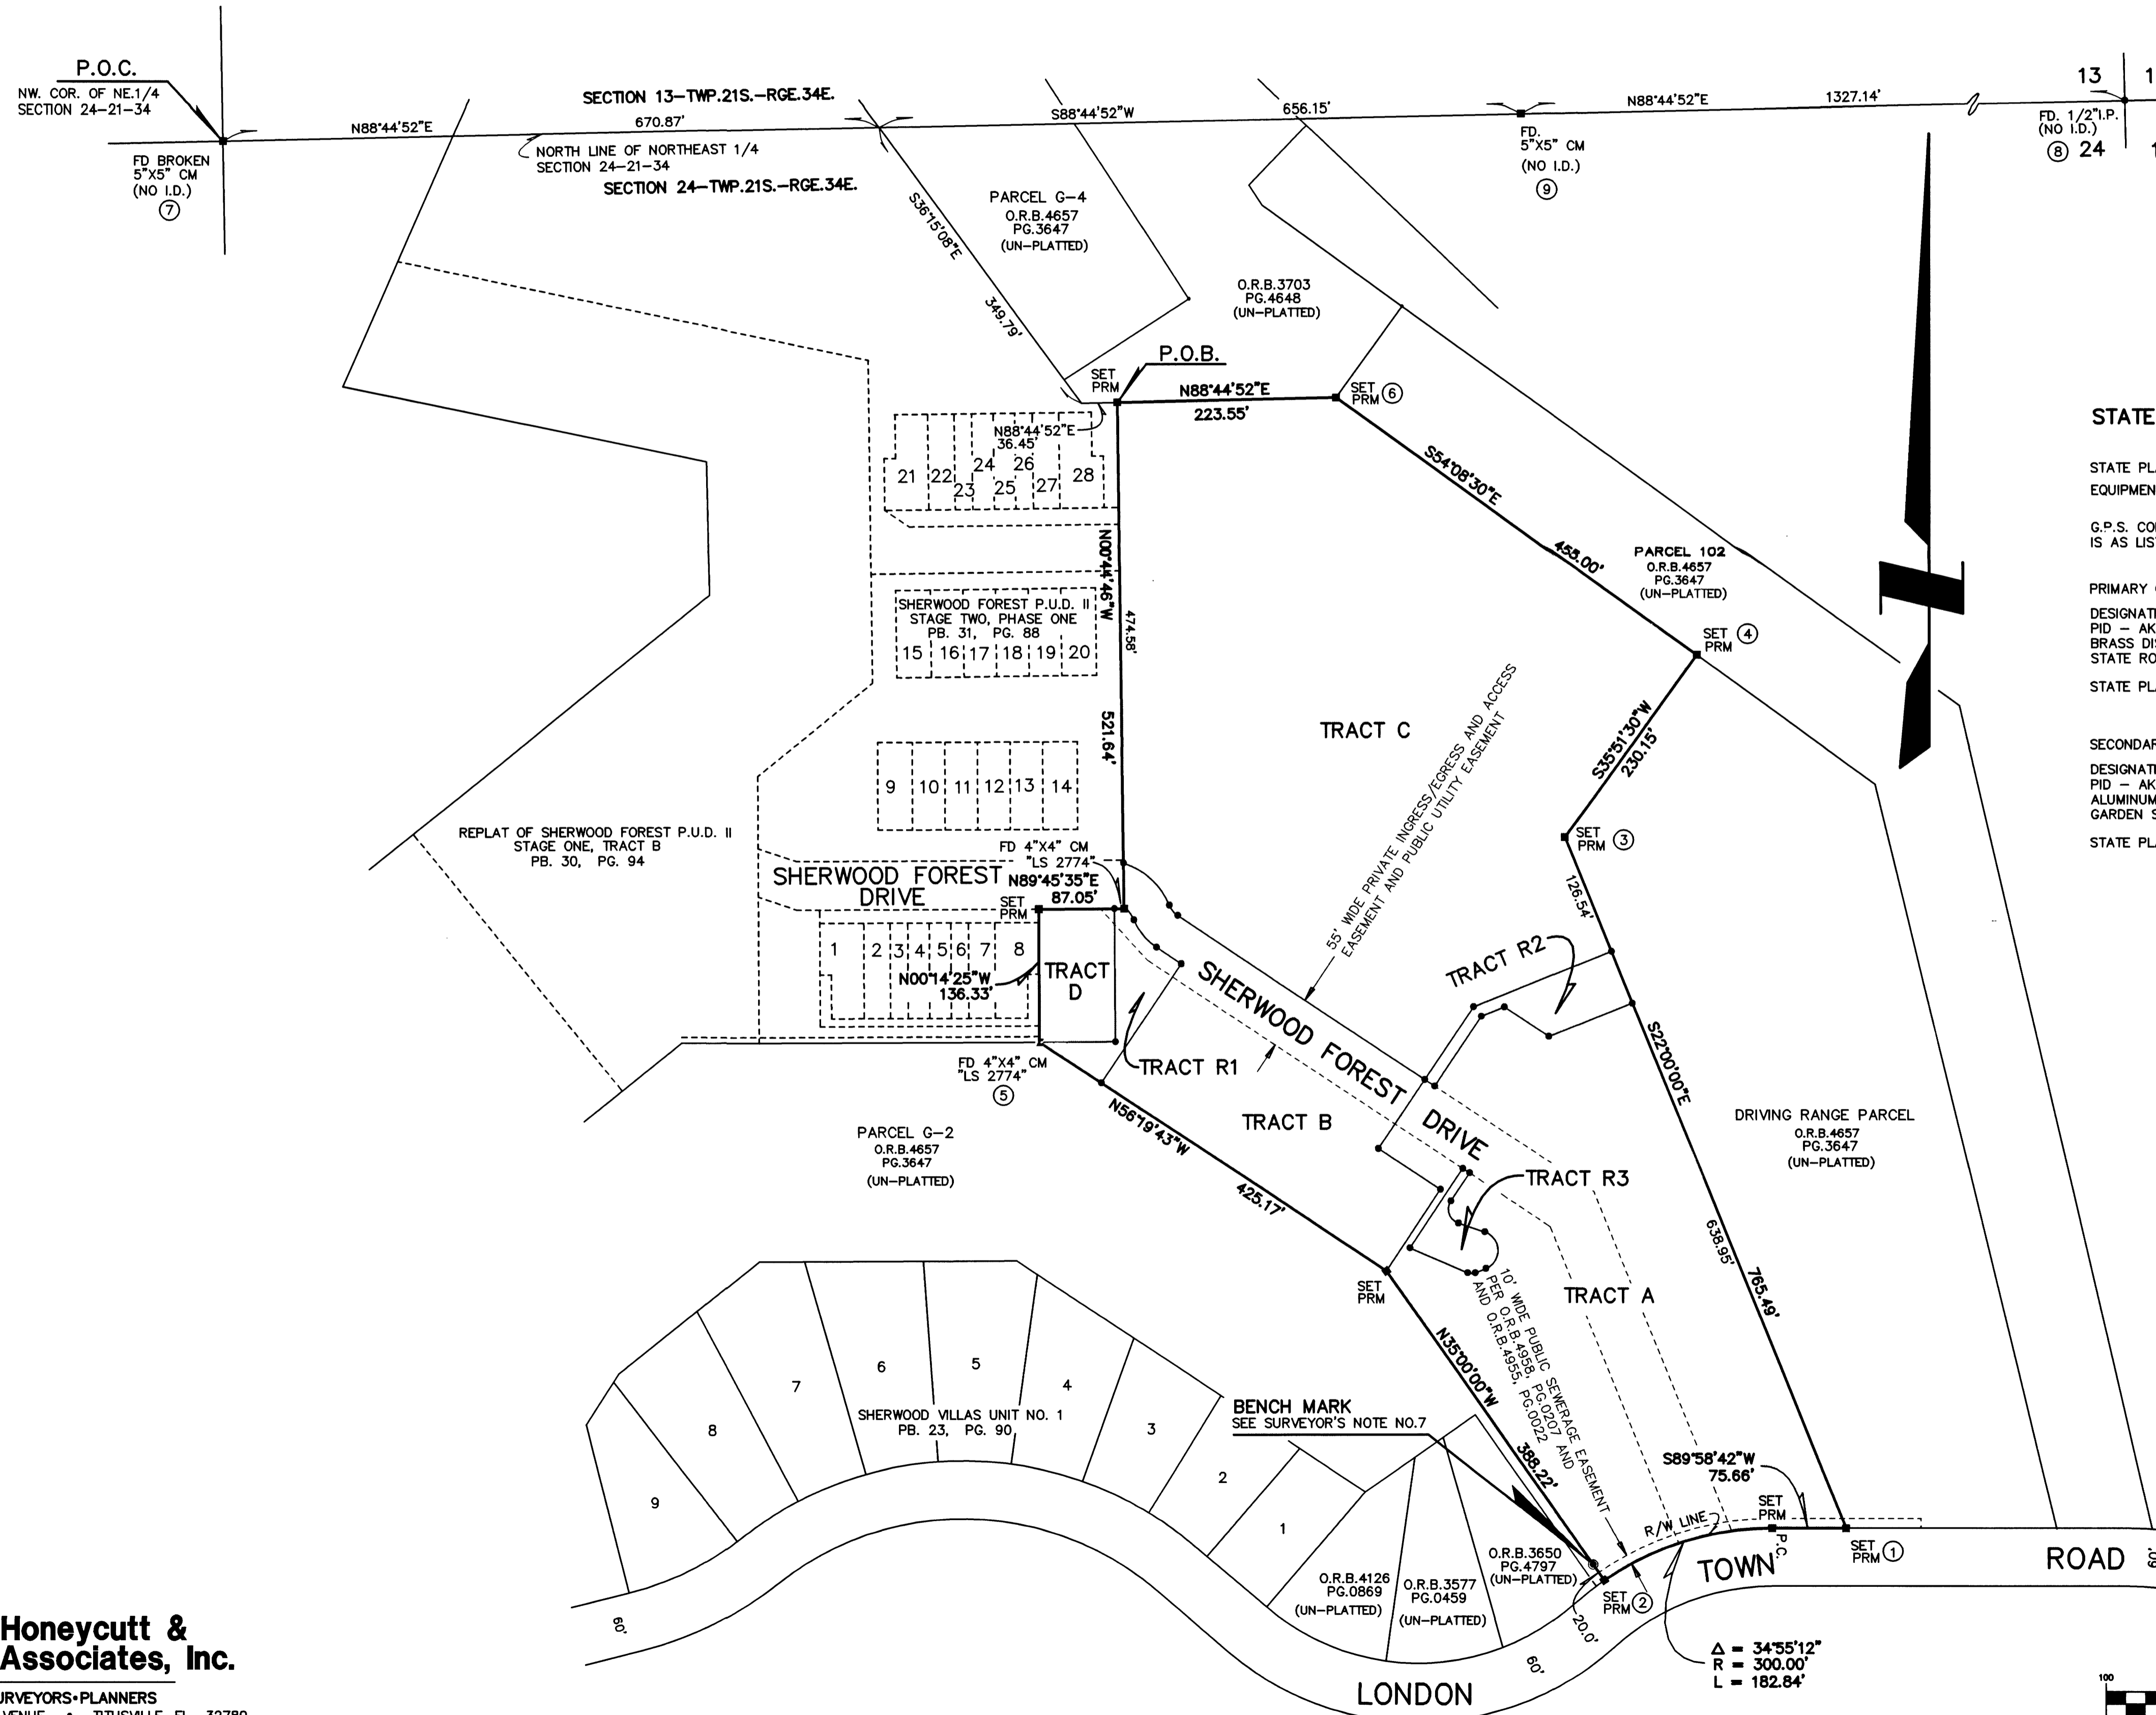 P.O.C.
NW. COR. OF NE.1/4
SECTION 24-21-34
FD BROKEN
5"X5" CM
(NO I.D.)
7
N88°44'52"E
670.87'
SECTION 13-TWP.21S.-RGE.34E.
NORTH LINE OF NORTHEAST 1/4
SECTION 24-21-34
SECTION 24-TWP.21S.-RGE.34E.
S88°44'52"W
656.15'
FD.
5"X5" CM
(NO I.D.)
9
N88°44'52"E
1327.14'
13
FD. 1/2"I.P.
(NO I.D.)
8
24
S36°15'08"E
349.79'
PARCEL G-4
O.R.B.4657
PG.3647
(UN-PLATTED)
O.R.B.3703
PG.4648
(UN-PLATTED)
P.O.B.
SET
PRM
N88°44'52"E
223.55'
SET
PRM
6
N88°44'52"E
36.45'
21
22
23
24
25
26
27
28
S54°08'30"E
455.00'
PARCEL 102
O.R.B.4657
PG.3647
(UN-PLATTED)
SET
PRM
4
N00°44'46"W
474.58'
521.64'
SHERWOOD FOREST P.U.D. II
STAGE TWO, PHASE ONE
PB. 31, PG. 88
15
16
17
18
19
20
TRACT C
55' WIDE PRIVATE INGRESS/EGRESS AND ACCESS
EASEMENT AND PUBLIC UTILITY EASEMENT
S35°51'30"W
230.15'
SET
PRM
3
9
10
11
12
13
14
REPLAT OF SHERWOOD FOREST P.U.D. II
STAGE ONE, TRACT B
PB. 30, PG. 94
FD 4"X4" CM
"LS 2774"
SHERWOOD FOREST
DRIVE
N89°45'35"E
87.05'
SET
PRM
126.54'
1
2
3
4
5
6
7
8
N00°14'25"W
136.33'
TRACT
D
TRACT R2
SHERWOOD FOREST DRIVE
TRACT R1
FD 4"X4" CM
"LS 2774"
5
S22°00'00"E
638.95'
765.49'
TRACT B
N56°19'43"W
425.17'
PARCEL G-2
O.R.B.4657
PG.3647
(UN-PLATTED)
DRIVING RANGE PARCEL
O.R.B.4657
PG.3647
(UN-PLATTED)
TRACT R3
SET
PRM
TRACT A
10' WIDE PUBLIC SEWERAGE EASEMENT
PER O.R.B.4958, PG.0207 AND
AND O.R.B.4955, PG.0022
N35°00'00"W
388.22'
9
8
7
6
5
4
3
2
1
SHERWOOD VILLAS UNIT NO. 1
PB. 23, PG. 90
BENCH MARK
SEE SURVEYOR'S NOTE NO.7
S89°58'42"W
75.66'
SET
PRM
P.C.
SET
PRM
1
R/W LINE
O.R.B.4126
PG.0869
(UN-PLATTED)
O.R.B.3577
PG.0459
(UN-PLATTED)
O.R.B.3650
PG.4797
(UN-PLATTED)
SET
PRM
2
20.0'
60'
60'
60'
LONDON TOWN ROAD
Δ = 34°55'12"
R = 300.00'
L = 182.84'
STATE
STATE PL
EQUIPMEN
G.P.S. CO
IS AS LIS
PRIMARY
DESIGNAT
PID - AK
BRASS DI
STATE RO
STATE PL
SECONDAR
DESIGNAT
PID - AK
ALUMINUM
GARDEN S
STATE PL
Honeycutt &
Associates, Inc.
URVEYORS•PLANNERS
VENUE • TITUSVILLE, FL. 32780
100